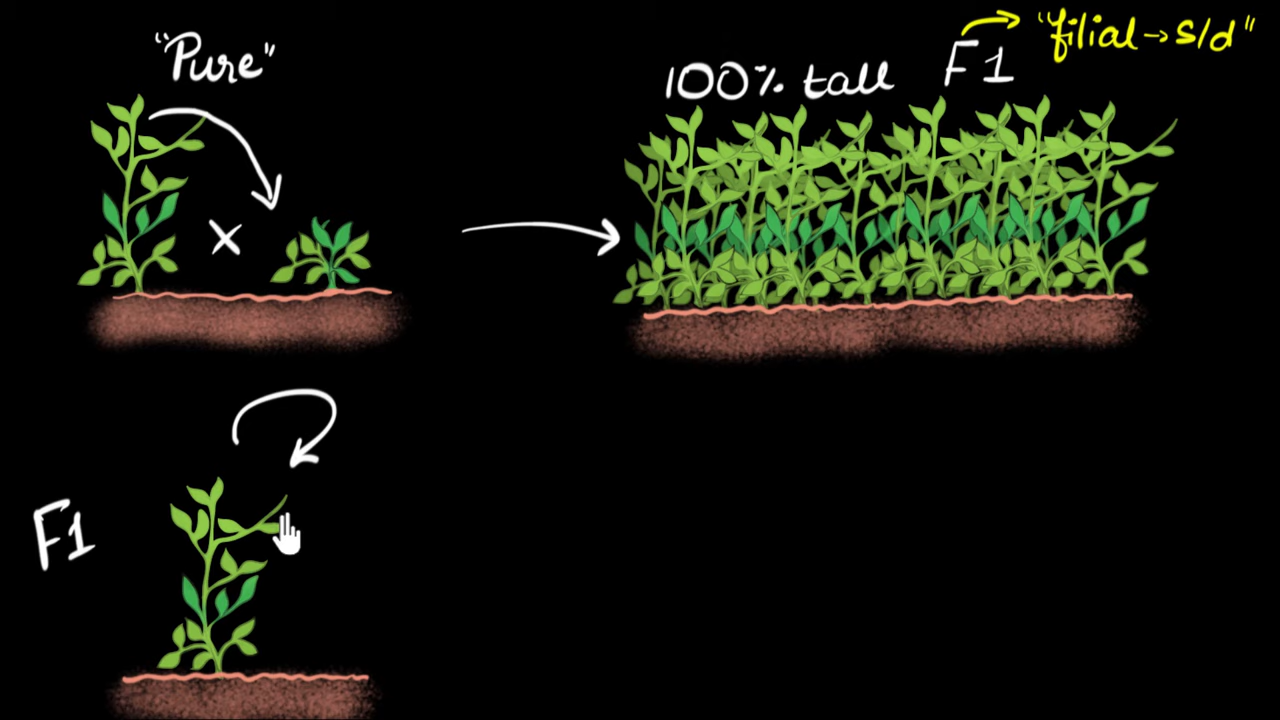 "Pure"
100% tall F1 "filial → s/d"
F1